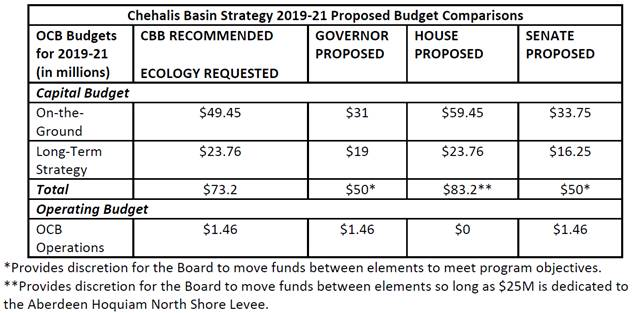 Chehalis Basin Strategy 2019-21 Proposed Budget Comparisons
OCB Budgets for 2019-21 (in millions) CBB RECOMMENDED ECOLOGY REQUESTED GOVERNOR PROPOSED HOUSE PROPOSED SENATE PROPOSED
Capital Budget
On-the-Ground $49.45 $31 $59.45 $33.75
Long-Term Strategy $23.76 $19 $23.76 $16.25
Total $73.2 $50* $83.2** $50*
Operating Budget
OCB Operations $1.46 $1.46 $0 $1.46
*Provides discretion for the Board to move funds between elements to meet program objectives.
**Provides discretion for the Board to move funds between elements so long as $25M is dedicated to
the Aberdeen Hoquiam North Shore Levee.